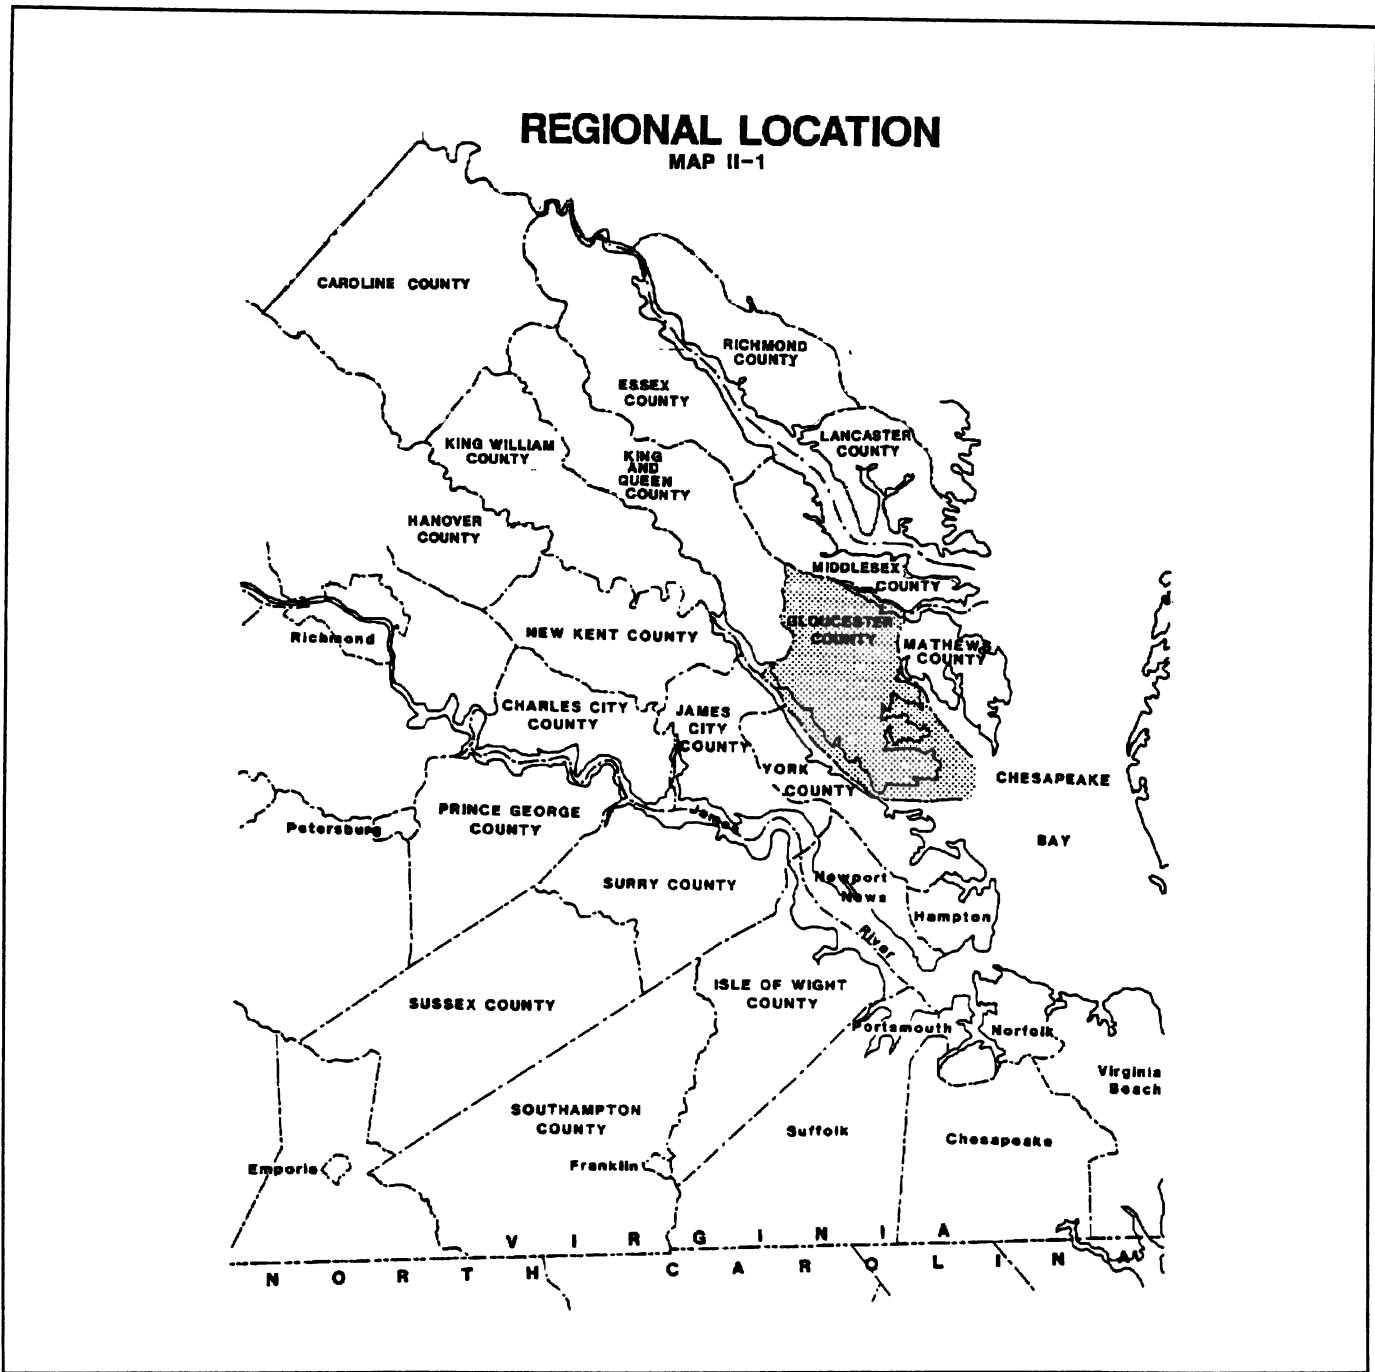 REGIONAL LOCATION
MAP II-1
CAROLINE COUNTY
RICHMOND
COUNTY
ESSEX
COUNTY
LANCASTER
COUNTY
KING WILLIAM
COUNTY
KING
AND
QUEEN
COUNTY
HANOVER
COUNTY
MIDDLESEX
COUNTY
GLOUCESTER
COUNTY
Richmond
NEW KENT COUNTY
MATHEWS
COUNTY
CHARLES CITY
COUNTY
JAMES
CITY
COUNTY
YORK
COUNTY
CHESAPEAKE
BAY
PRINCE GEORGE
COUNTY
Petersburg
James
River
SURRY COUNTY
Newport
News
Hampton
SUSSEX COUNTY
ISLE OF WIGHT
COUNTY
Portsmouth
Norfolk
Virginia
Beach
SOUTHAMPTON
COUNTY
Suffolk
Chesapeake
Emporia
Franklin
VIRGINIA
NORTH CAROLINA